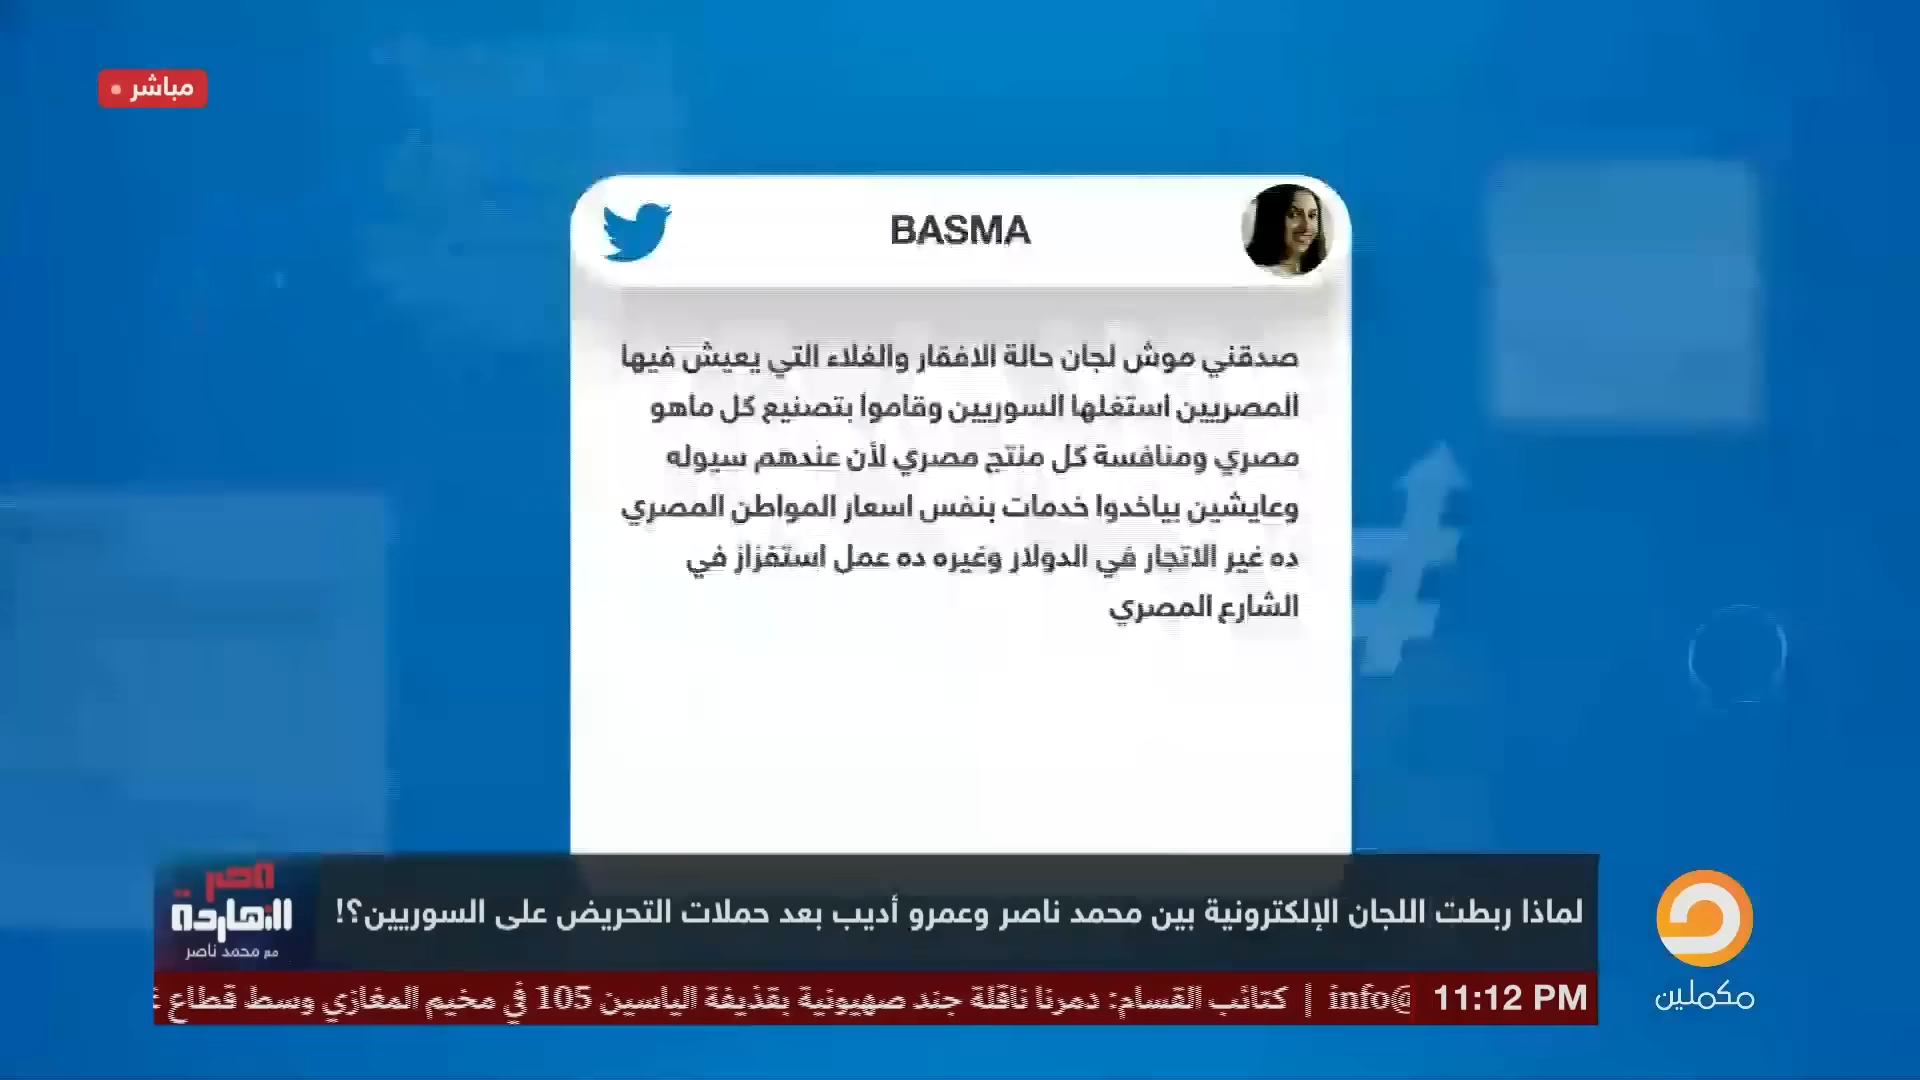 مباشر
BASMA
صدقني موش لجان حالة الافقار والغلاء التي يعيش فيها
المصريين استغلها السوريين وقاموا بتصنيع كل ماهو
مصري ومنافسة كل منتج مصري لأن عندهم سيوله
وعايشين بياخدوا خدمات بنفس اسعار المواطن المصري
ده غير الاتجار في الدولار وغيره ده عمل استفزاز في
الشارع المصري
مصر
النهاردة
مع محمد ناصر
لماذا ربطت اللجان الإلكترونية بين محمد ناصر وعمرو أديب بعد حملات التحريض على السوريين؟!
11:12 PM
info@ | كتائب القسام: دمرنا ناقلة جند صهيونية بقذيفة الياسين 105 في مخيم المغازي وسط قطاع
مكملين